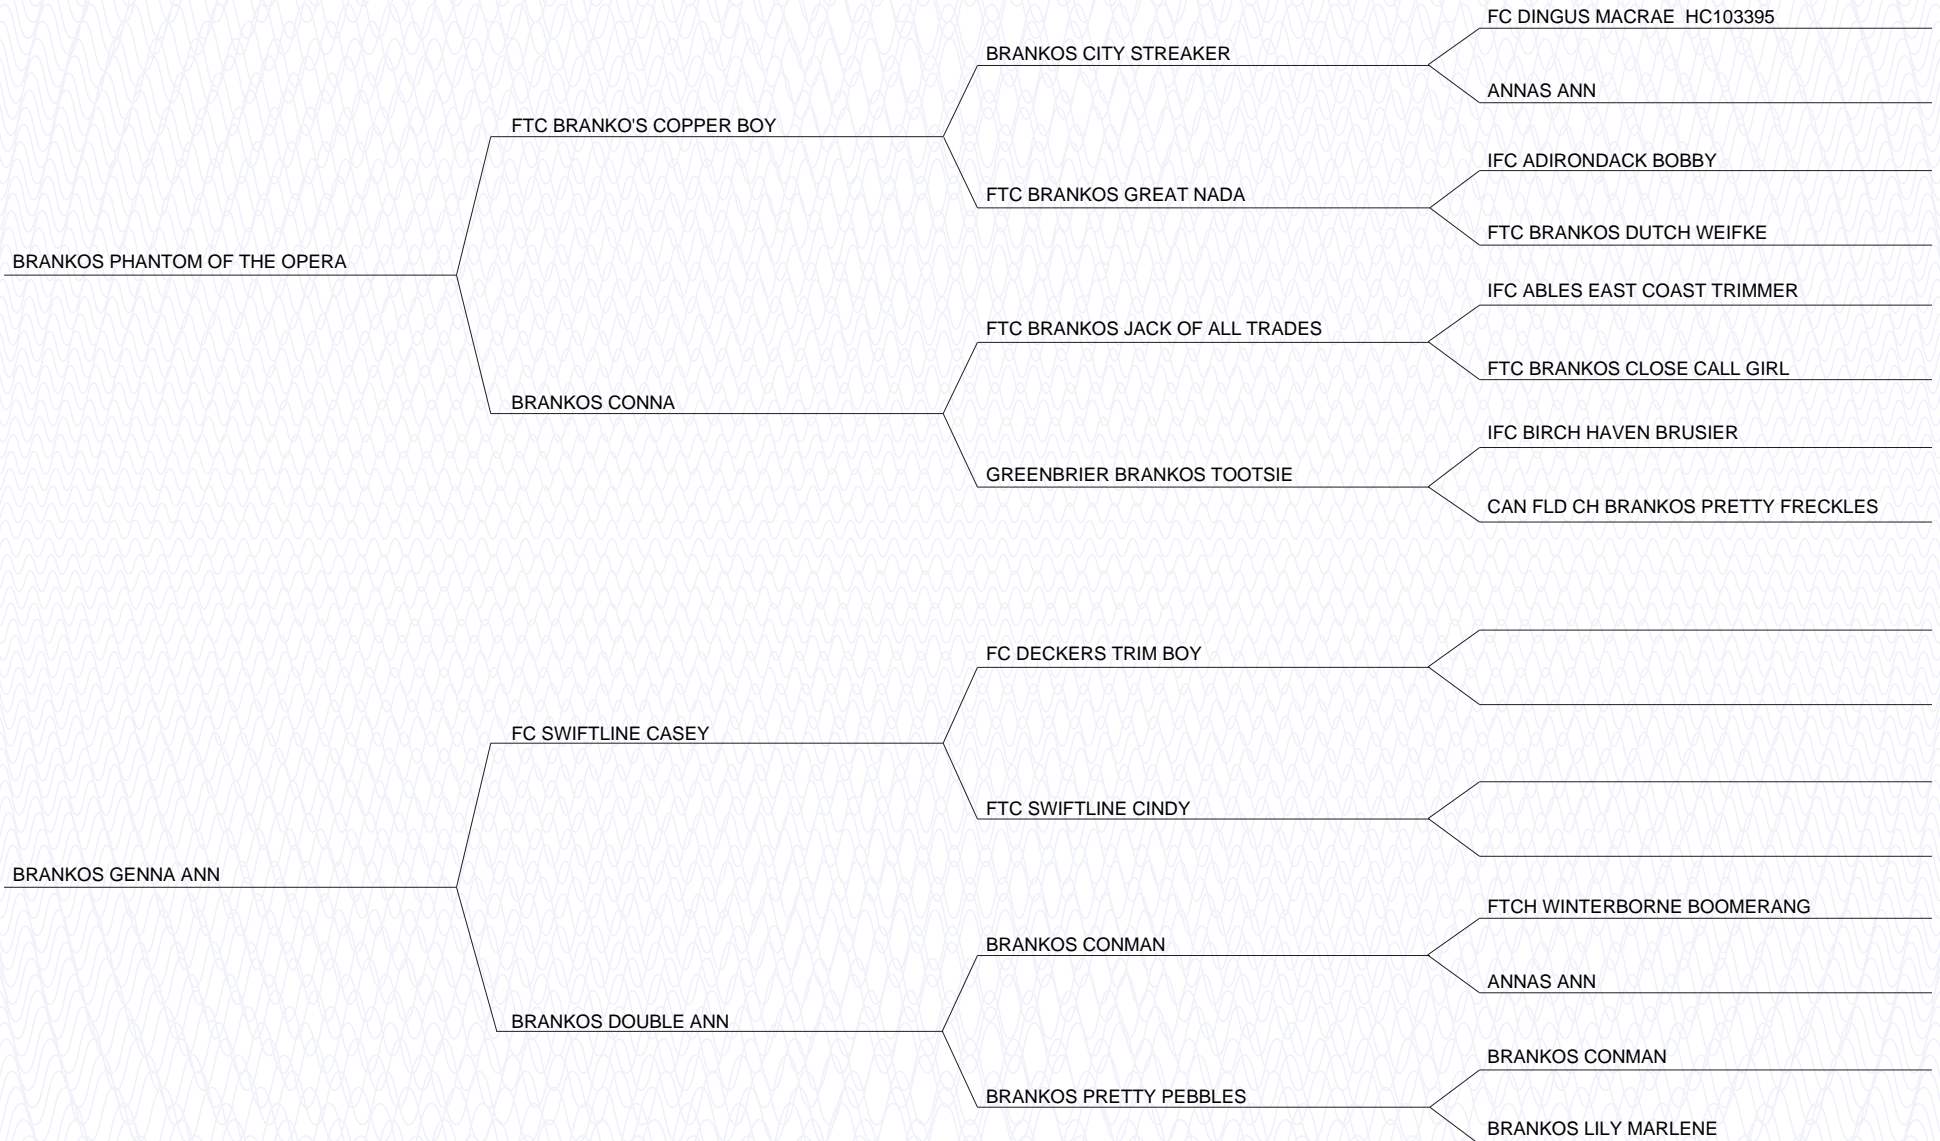 FC DINGUS MACRAE  HC103395
BRANKOS CITY STREAKER
ANNAS ANN
FTC BRANKO'S COPPER BOY
IFC ADIRONDACK BOBBY
FTC BRANKOS GREAT NADA
FTC BRANKOS DUTCH WEIFKE
BRANKOS PHANTOM OF THE OPERA
IFC ABLES EAST COAST TRIMMER
FTC BRANKOS JACK OF ALL TRADES
FTC BRANKOS CLOSE CALL GIRL
BRANKOS CONNA
IFC BIRCH HAVEN BRUSIER
GREENBRIER BRANKOS TOOTSIE
CAN FLD CH BRANKOS PRETTY FRECKLES
FC DECKERS TRIM BOY
FC SWIFTLINE CASEY
FTC SWIFTLINE CINDY
BRANKOS GENNA ANN
FTCH WINTERBORNE BOOMERANG
BRANKOS CONMAN
ANNAS ANN
BRANKOS DOUBLE ANN
BRANKOS CONMAN
BRANKOS PRETTY PEBBLES
BRANKOS LILY MARLENE